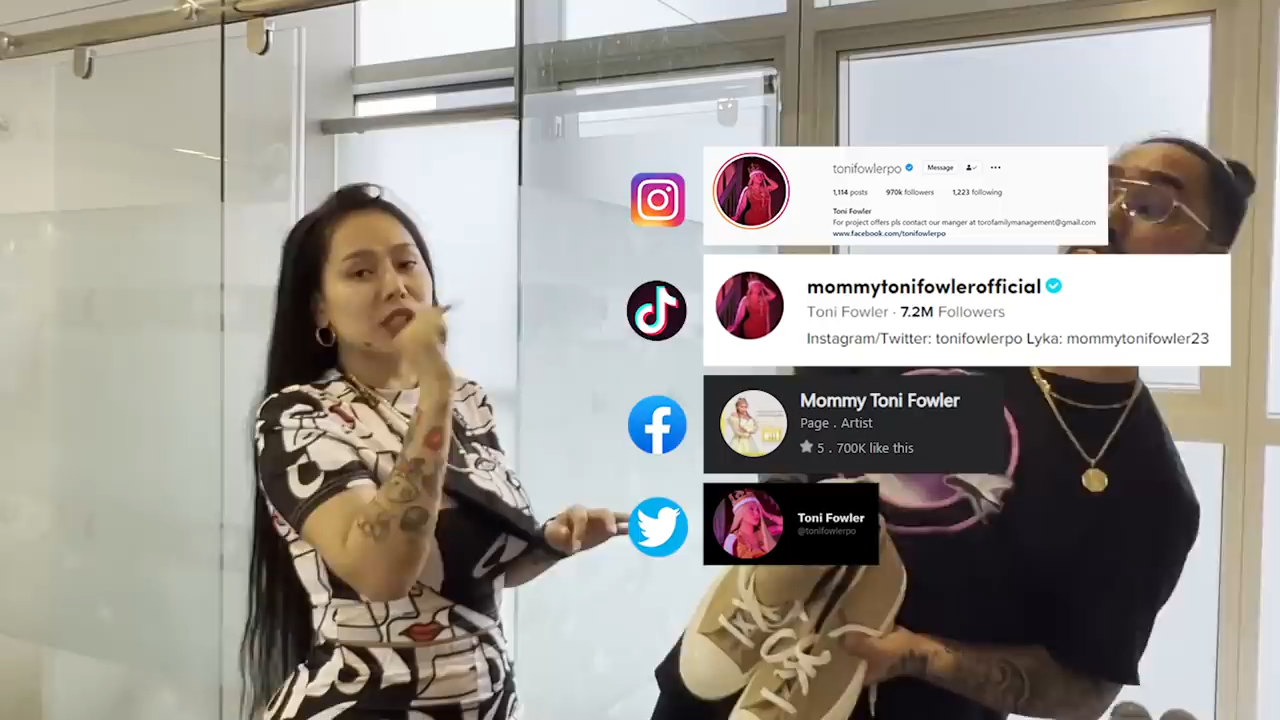 tonifowlerpo Message
1,114 posts 970k followers 1,223 following
Toni Fowler
For project offers pls contact our manger at torofamilymanagement@gmail.com
www.facebook.com/tonifowlerpo
mommytonifowlerofficial
Toni Fowler · 7.2M Followers
Instagram/Twitter: tonifowlerpo Lyka: mommytonifowler23
Mommy Toni Fowler
Page . Artist
5 . 700K like this
Toni Fowler
@tonifowlerpo